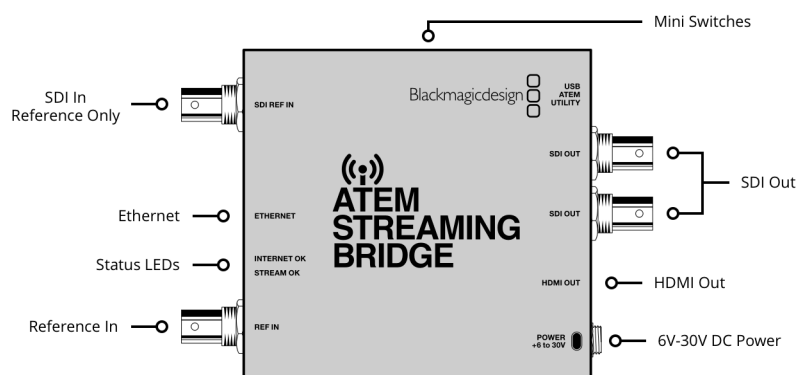 Mini Switches
SDI In
Reference Only
SDI REF IN
Blackmagicdesign
USB
ATEM
UTILITY
SDI OUT
SDI Out
ATEM
STREAMING
BRIDGE
Ethernet
ETHERNET
SDI OUT
Status LEDs
INTERNET OK
STREAM OK
HDMI OUT
HDMI Out
Reference In
REF IN
POWER
+6 to 30V
6V-30V DC Power